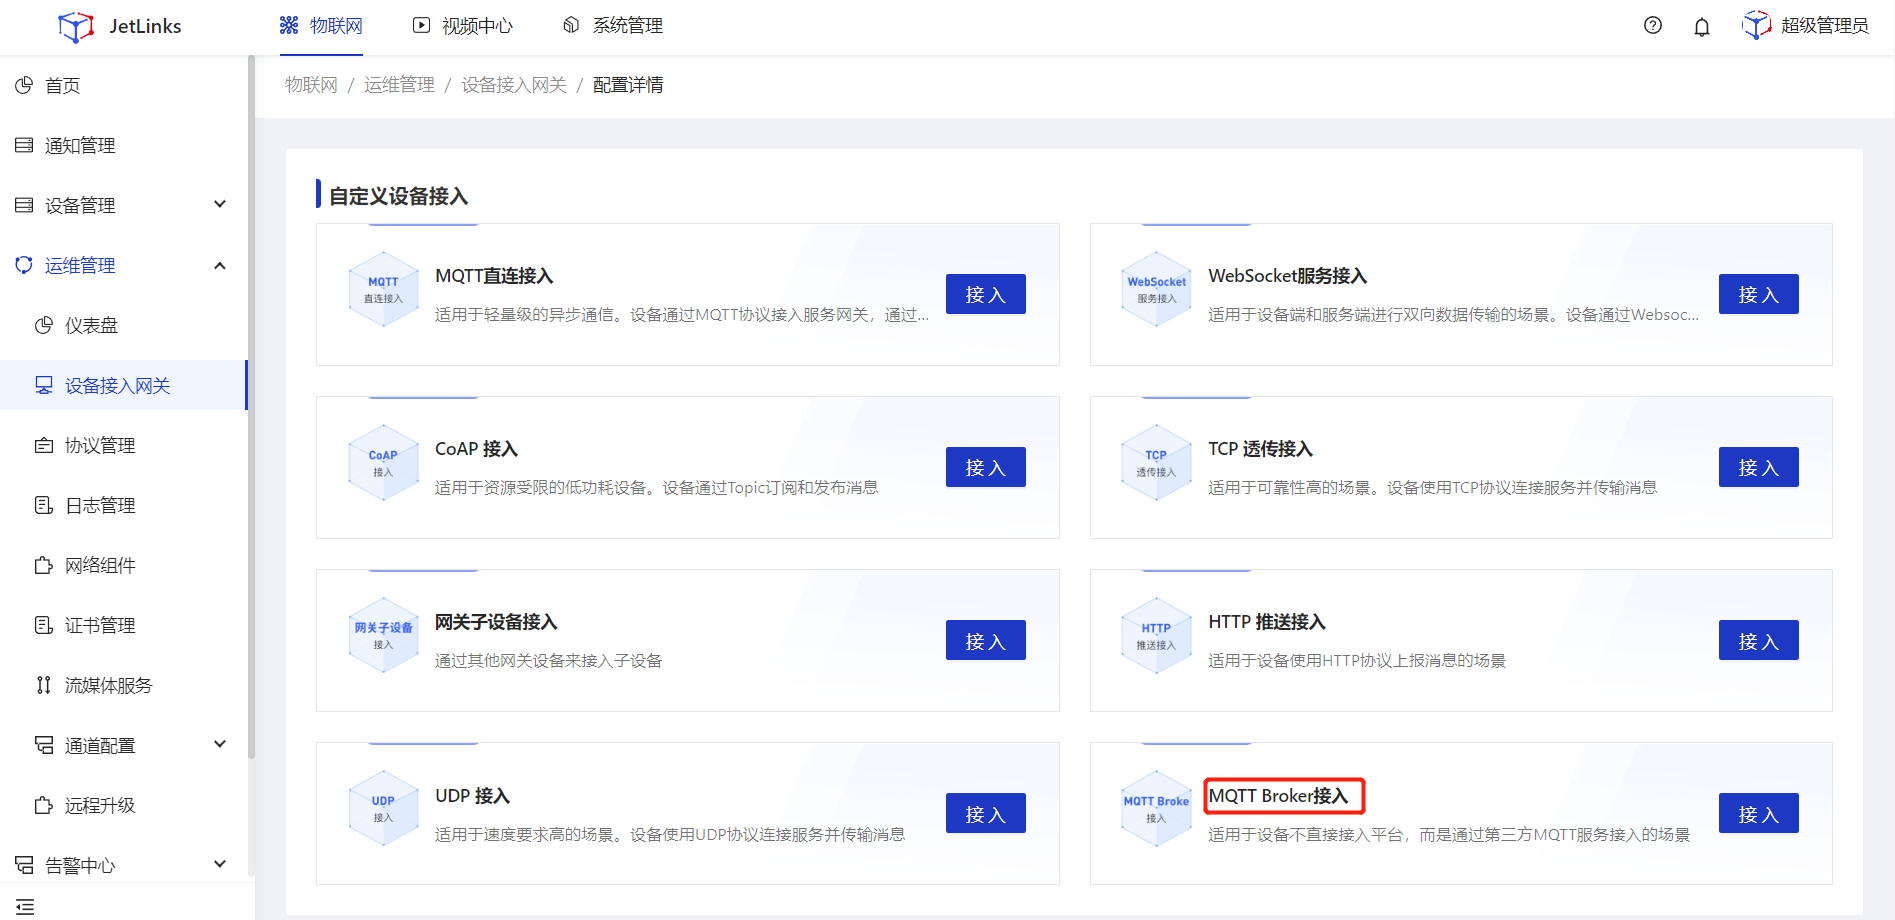 JetLinks
物联网
视频中心
系统管理
超级管理员
首页
通知管理
设备管理
运维管理
仪表盘
设备接入网关
协议管理
日志管理
网络组件
证书管理
流媒体服务
通道配置
远程升级
告警中心
物联网 / 运维管理 / 设备接入网关 / 配置详情
自定义设备接入
MQTT
直连接入
MQTT直连接入
适用于轻量级的异步通信。设备通过MQTT协议接入服务网关，通过...
接 入
WebSocket
服务接入
WebSocket服务接入
适用于设备端和服务端进行双向数据传输的场景。设备通过Websoc...
接 入
CoAP
接入
CoAP 接入
适用于资源受限的低功耗设备。设备通过Topic订阅和发布消息
接 入
TCP
透传接入
TCP 透传接入
适用于可靠性高的场景。设备使用TCP协议连接服务并传输消息
接 入
网关子设备
接入
网关子设备接入
通过其他网关设备来接入子设备
接 入
HTTP
推送接入
HTTP 推送接入
适用于设备使用HTTP协议上报消息的场景
接 入
UDP
接入
UDP 接入
适用于速度要求高的场景。设备使用UDP协议连接服务并传输消息
接 入
MQTT Broke
接入
MQTT Broker接入
适用于设备不直接接入平台，而是通过第三方MQTT服务接入的场景
接 入